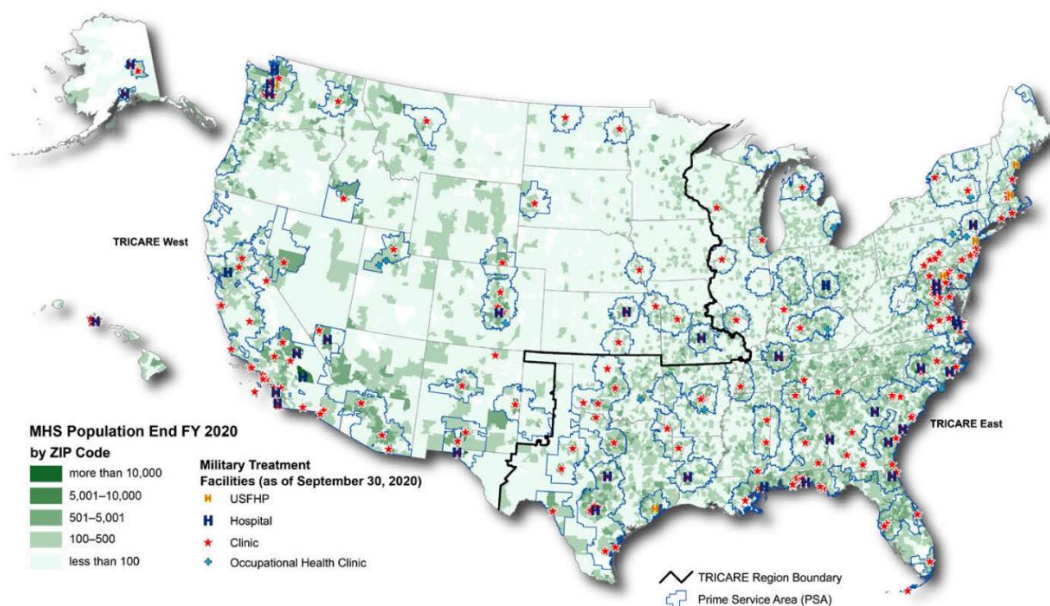 TRICARE West
TRICARE East
MHS Population End FY 2020
by ZIP Code
more than 10,000
5,001–10,000
501–5,001
100–500
less than 100
Military Treatment
Facilities (as of September 30, 2020)
H USFHP
H Hospital
Clinic
Occupational Health Clinic
TRICARE Region Boundary
Prime Service Area (PSA)